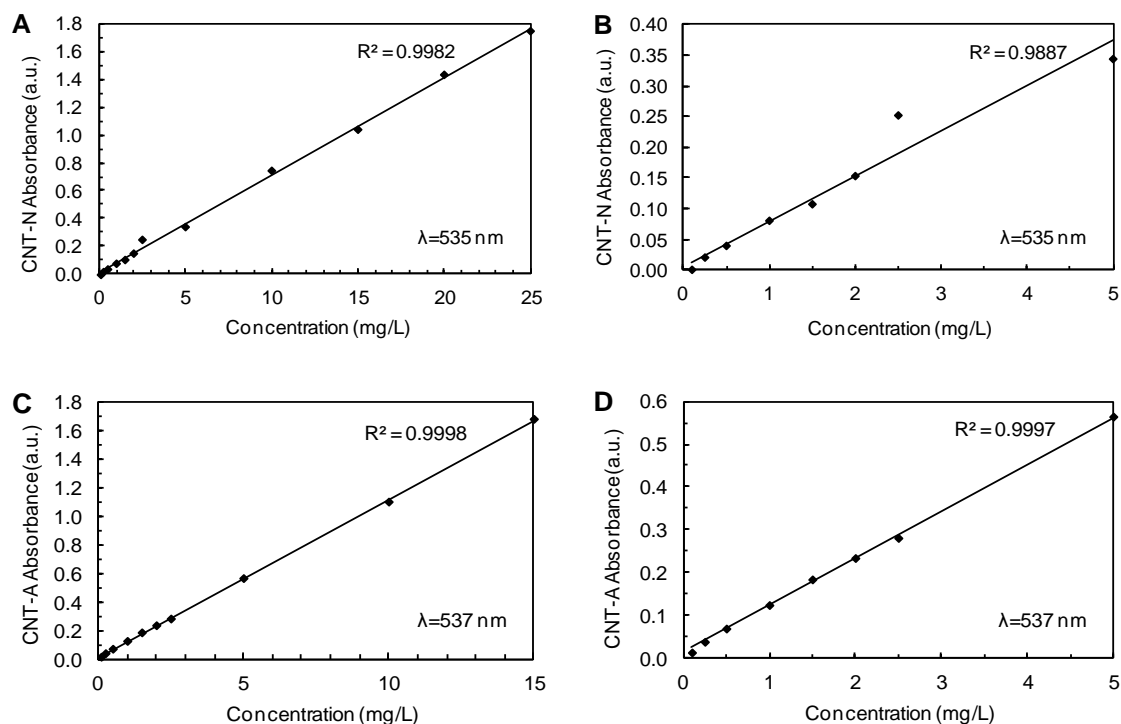 A
CNT-N Absorbance (a.u.)
1.8
1.6
1.4
1.2
1.0
0.8
0.6
0.4
0.2
0.0
R² = 0.9982
λ=535 nm
0 5 10 15 20 25
Concentration (mg/L)
B
CNT-N Absorbance (a.u.)
0.40
0.35
0.30
0.25
0.20
0.15
0.10
0.05
0.00
R² = 0.9887
λ=535 nm
0 1 2 3 4 5
Concentration (mg/L)
C
CNT-A Absorbance (a.u.)
1.8
1.6
1.4
1.2
1.0
0.8
0.6
0.4
0.2
0.0
R² = 0.9998
λ=537 nm
0 5 10 15
Concentration (mg/L)
D
CNT-A Absorbance (a.u.)
0.6
0.5
0.4
0.3
0.2
0.1
0.0
R² = 0.9997
λ=537 nm
0 1 2 3 4 5
Concentration (mg/L)